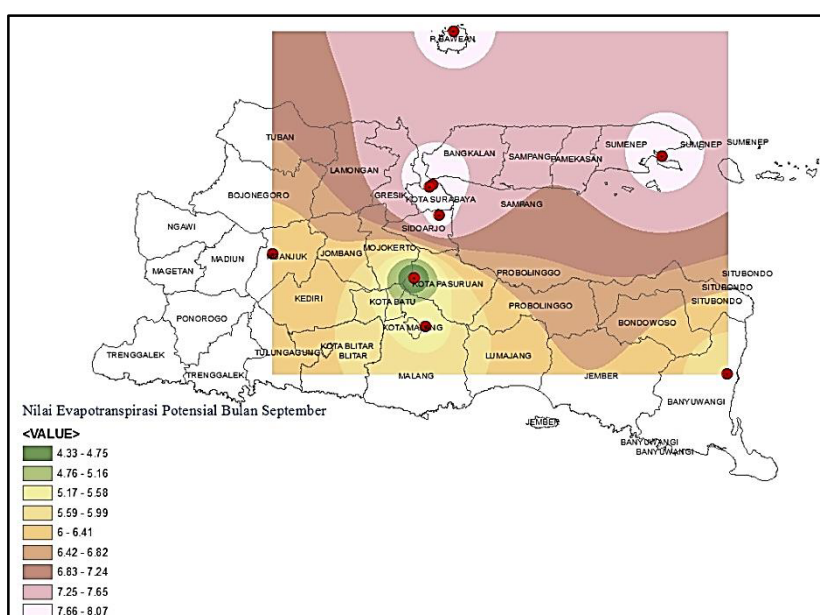 P.BAWEAN
TUBAN
LAMONGAN
BANGKALAN
SAMPANG
PAMEKASAN
SUMENEP
SUMENEP
SUMENEP
BOJONEGORO
GRESIK
KOTA SURABAYA
SAMPANG
NGAWI
SIDOARJO
MAGETAN
MADIUN
NGANJUK
JOMBANG
MOJOKERTO
KOTA PASURUAN
PROBOLINGGO
SITUBONDO
SITUBONDO
SITUBONDO
KEDIRI
KOTA BATU
PROBOLINGGO
PONOROGO
KOTA MALANG
BONDOWOSO
TRENGGALEK
TULUNGAGUNG
KOTA BLITAR
BLITAR
LUMAJANG
TRENGGALEK
MALANG
JEMBER
BANYUWANGI
JEMBER
BANYUWANGI
BANYUWANGI
Nilai Evapotranspirasi Potensial Bulan September
<VALUE>
4.33 - 4.75
4.76 - 5.16
5.17 - 5.58
5.59 - 5.99
6 - 6.41
6.42 - 6.82
6.83 - 7.24
7.25 - 7.65
7.66 - 8.07